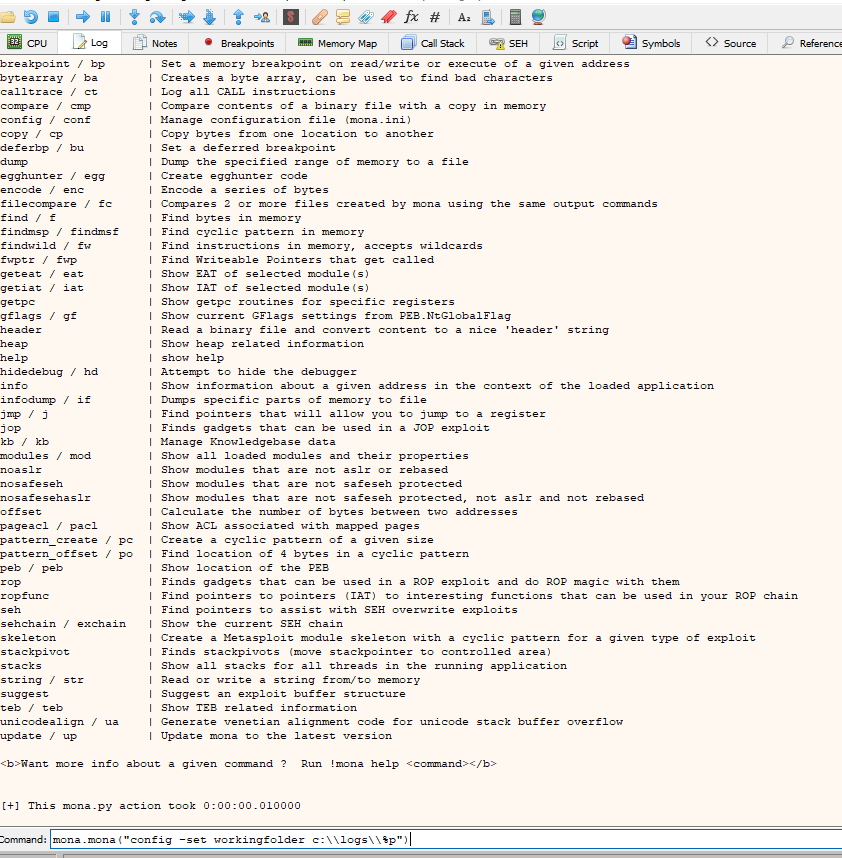 CPU Log Notes Breakpoints Memory Map Call Stack SEH Script Symbols Source Reference
breakpoint / bp | Set a memory breakpoint on read/write or execute of a given address
bytearray / ba | Creates a byte array, can be used to find bad characters
calltrace / ct | Log all CALL instructions
compare / cmp | Compare contents of a binary file with a copy in memory
config / conf | Manage configuration file (mona.ini)
copy / cp | Copy bytes from one location to another
deferbp / bu | Set a deferred breakpoint
dump | Dump the specified range of memory to a file
egghunter / egg | Create egghunter code
encode / enc | Encode a series of bytes
filecompare / fc | Compares 2 or more files created by mona using the same output commands
find / f | Find bytes in memory
findmsp / findmsf | Find cyclic pattern in memory
findwild / fw | Find instructions in memory, accepts wildcards
fwptr / fwp | Find Writeable Pointers that get called
geteat / eat | Show EAT of selected module(s)
getiat / iat | Show IAT of selected module(s)
getpc | Show getpc routines for specific registers
gflags / gf | Show current GFlags settings from PEB.NtGlobalFlag
header | Read a binary file and convert content to a nice 'header' string
heap | Show heap related information
help | show help
hidedebug / hd | Attempt to hide the debugger
info | Show information about a given address in the context of the loaded application
infodump / if | Dumps specific parts of memory to file
jmp / j | Find pointers that will allow you to jump to a register
jop | Finds gadgets that can be used in a JOP exploit
kb / kb | Manage Knowledgebase data
modules / mod | Show all loaded modules and their properties
noaslr | Show modules that are not aslr or rebased
nosafeseh | Show modules that are not safeseh protected
nosafesehaslr | Show modules that are not safeseh protected, not aslr and not rebased
offset | Calculate the number of bytes between two addresses
pageacl / pacl | Show ACL associated with mapped pages
pattern_create / pc | Create a cyclic pattern of a given size
pattern_offset / po | Find location of 4 bytes in a cyclic pattern
peb / peb | Show location of the PEB
rop | Finds gadgets that can be used in a ROP exploit and do ROP magic with them
ropfunc | Find pointers to pointers (IAT) to interesting functions that can be used in your ROP chain
seh | Find pointers to assist with SEH overwrite exploits
sehchain / exchain | Show the current SEH chain
skeleton | Create a Metasploit module skeleton with a cyclic pattern for a given type of exploit
stackpivot | Finds stackpivots (move stackpointer to controlled area)
stacks | Show all stacks for all threads in the running application
string / str | Read or write a string from/to memory
suggest | Suggest an exploit buffer structure
teb / teb | Show TEB related information
unicodealign / ua | Generate venetian alignment code for unicode stack buffer overflow
update / up | Update mona to the latest version
<b>Want more info about a given command ?  Run !mona help <command></b>
[+] This mona.py action took 0:00:00.010000
Command: mona.mona("config -set workingfolder c:\\logs\\%p")